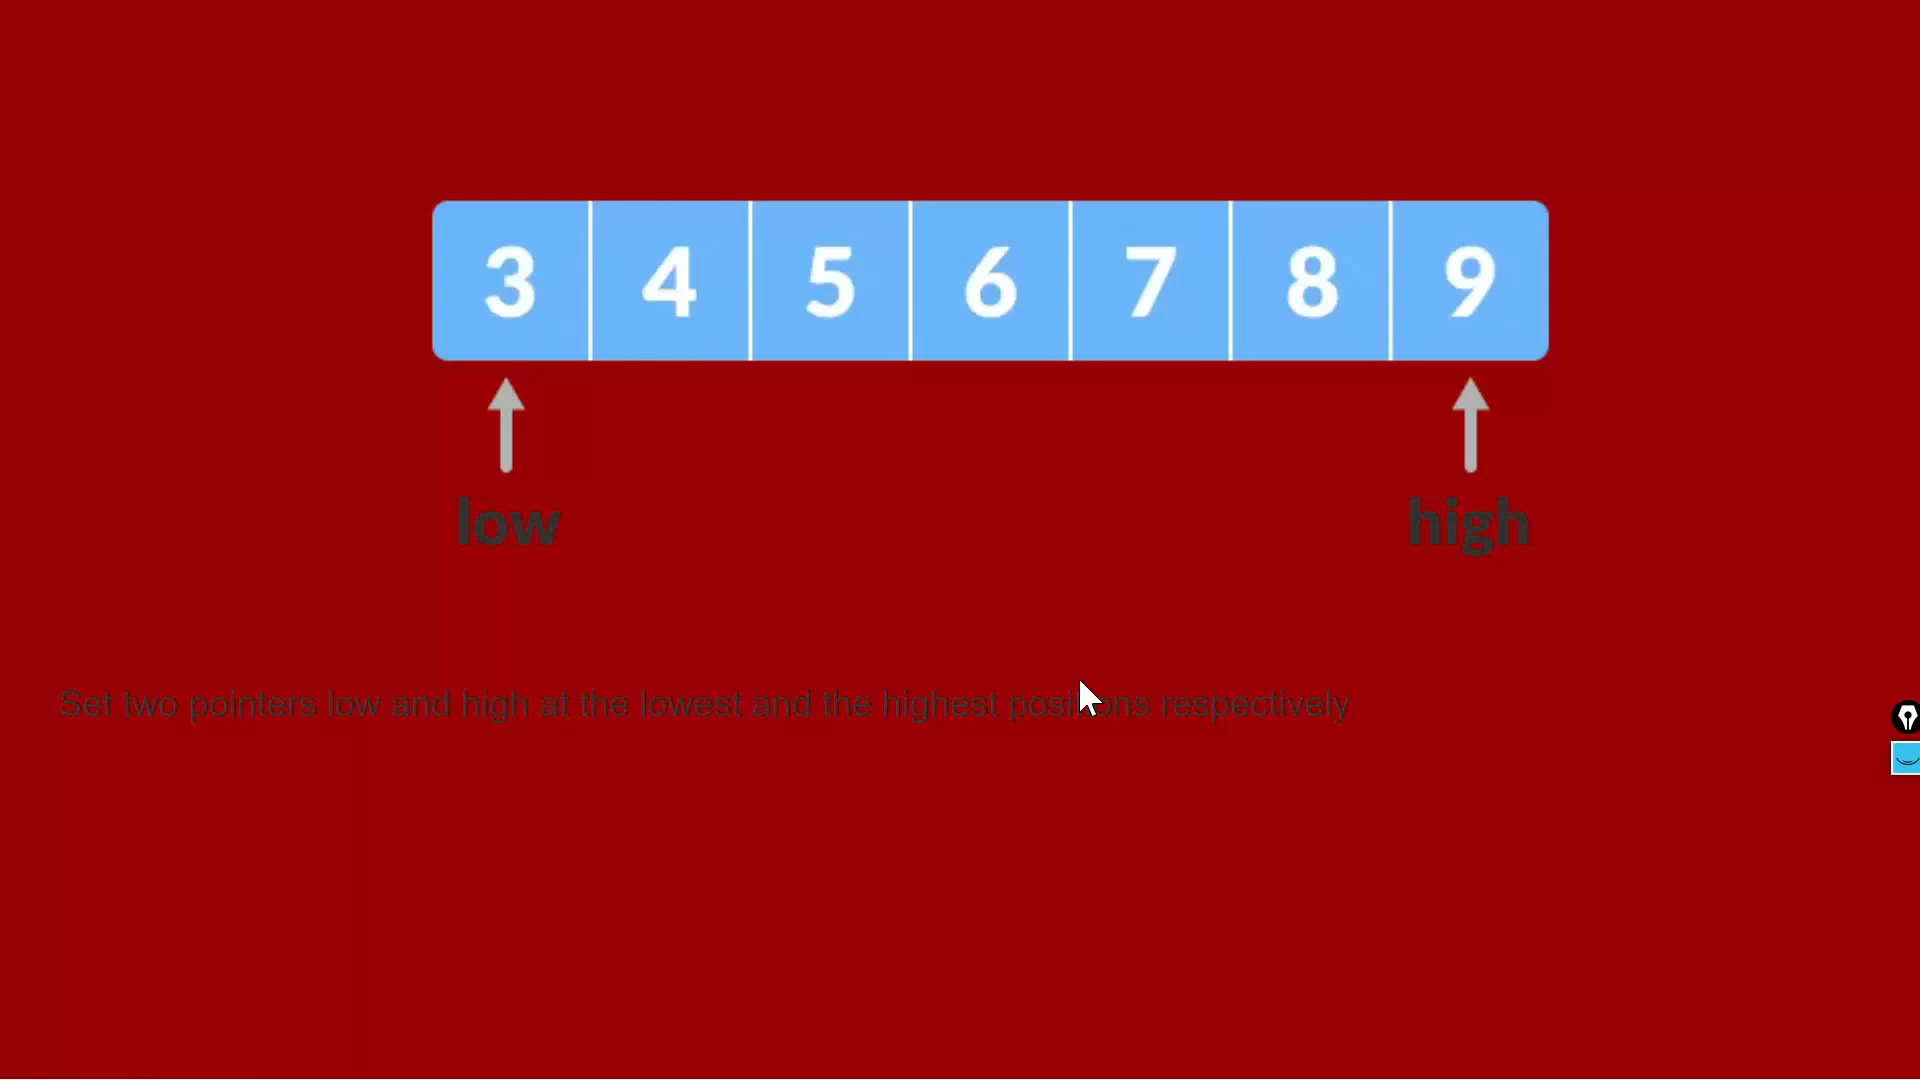 3 4 5 6 7 8 9
low high
Set two pointers low and high at the lowest and the highest positions respectively